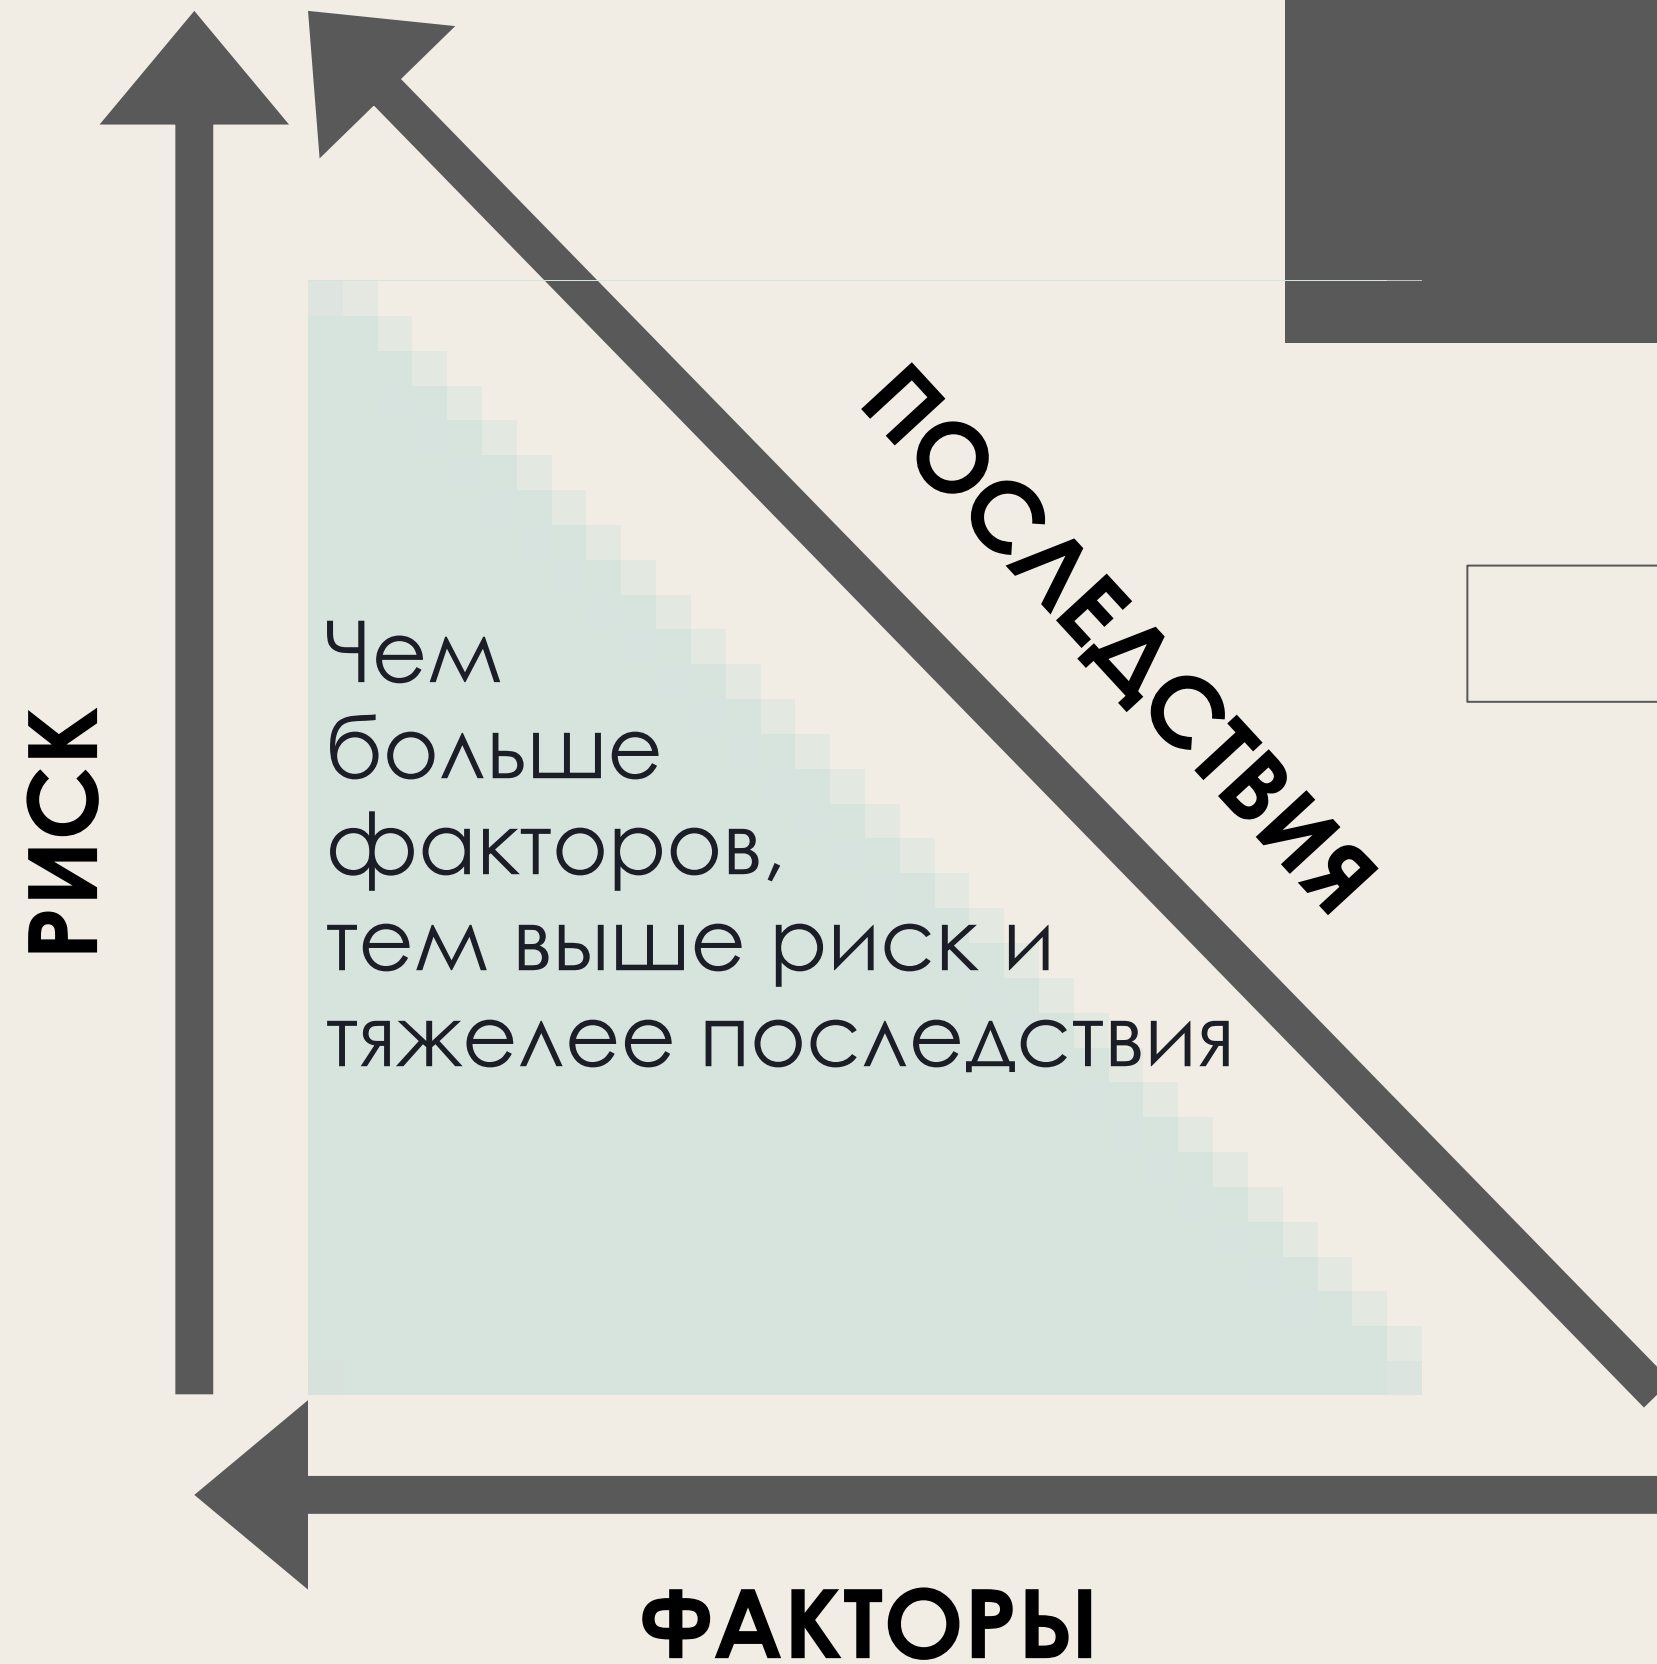 ПОСЛЕДСТВИЯ
РИСК
Чем
больше
факторов,
тем выше риск и
тяжелее последствия
ФАКТОРЫ